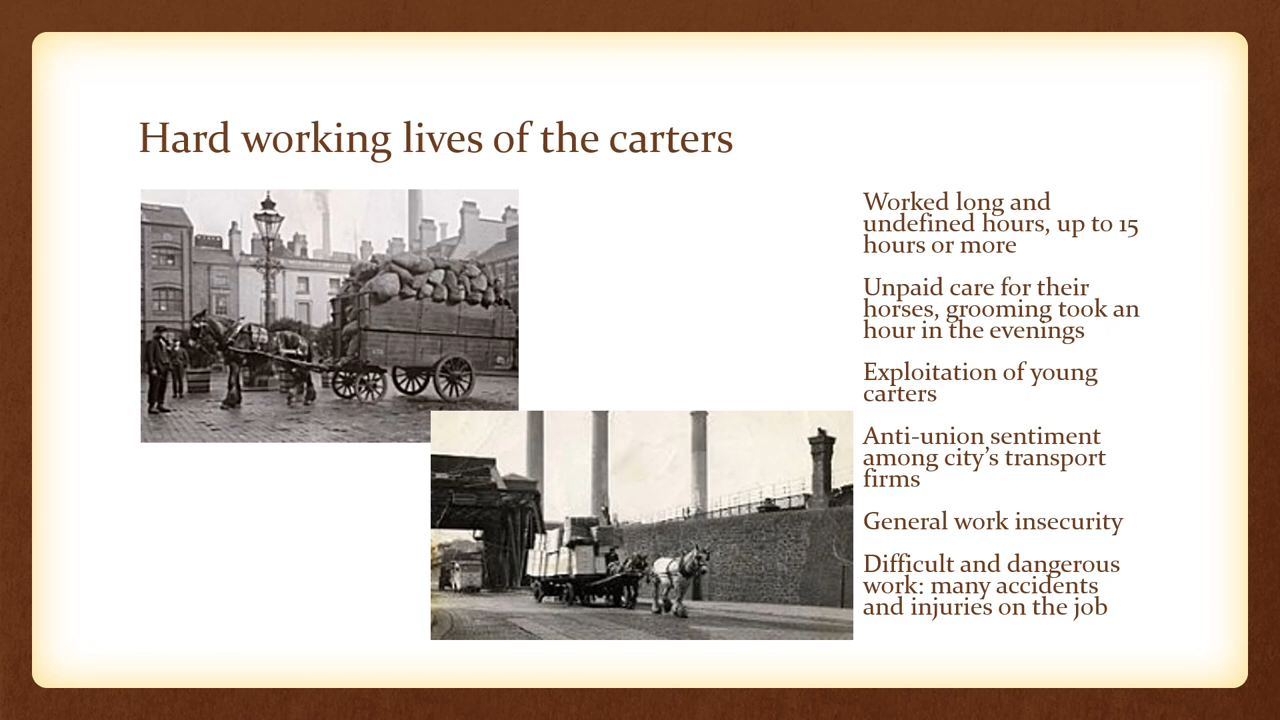 Hard working lives of the carters
Worked long and
undefined hours, up to 15
hours or more
Unpaid care for their
horses, grooming took an
hour in the evenings
Exploitation of young
carters
Anti-union sentiment
among city’s transport
firms
General work insecurity
Difficult and dangerous
work: many accidents
and injuries on the job